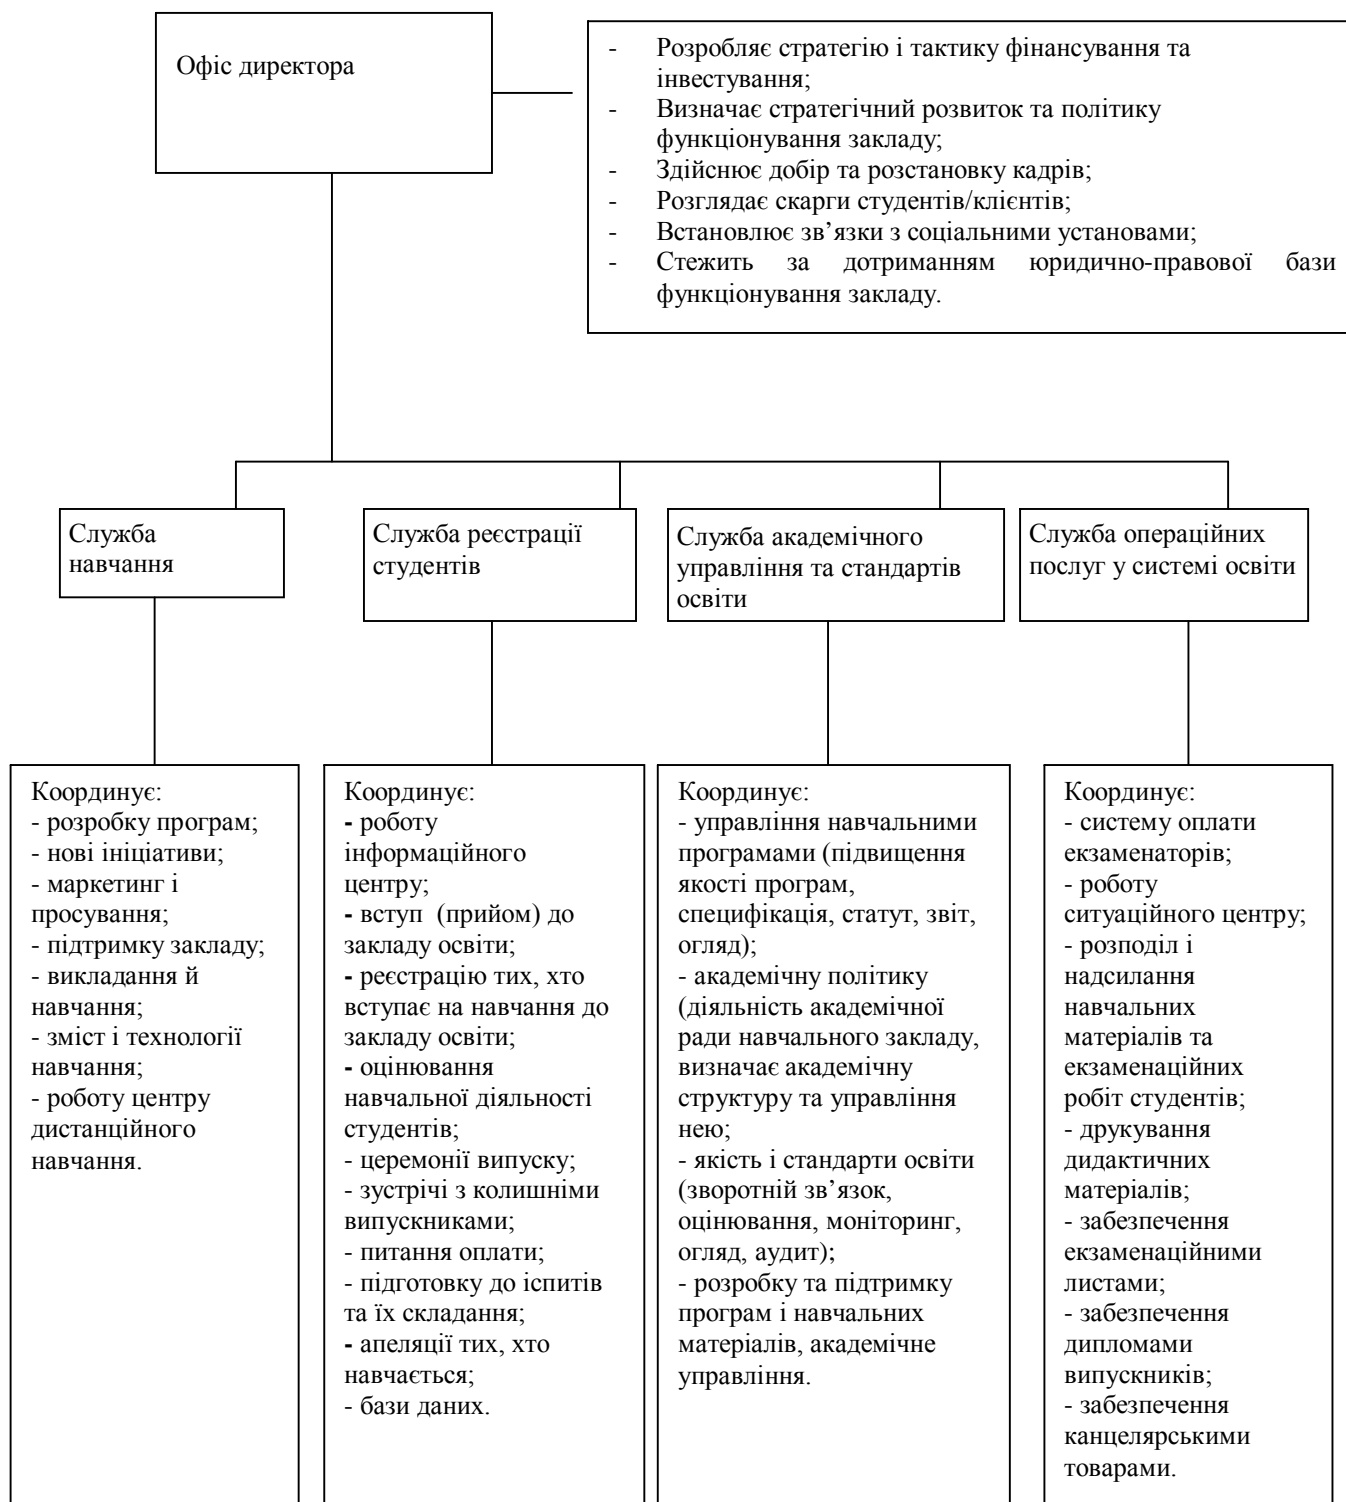 Офіс директора
- Розробляє стратегію і тактику фінансування та
інвестування;
- Визначає стратегічний розвиток та політику
функціонування закладу;
- Здійснює добір та розстановку кадрів;
- Розглядає скарги студентів/клієнтів;
- Встановлює зв’язки з соціальними установами;
- Стежить за дотриманням юридично-правової бази
функціонування закладу.
Служба
навчання
Служба реєстрації
студентів
Служба академічного
управління та стандартів
освіти
Служба операційних
послуг у системі освіти
Координує:
- розробку програм;
- нові ініціативи;
- маркетинг і
просування;
- підтримку закладу;
- викладання й
навчання;
- зміст і технології
навчання;
- роботу центру
дистанційного
навчання.
Координує:
- роботу
інформаційного
центру;
- вступ (прийом) до
закладу освіти;
- реєстрацію тих, хто
вступає на навчання до
закладу освіти;
- оцінювання
навчальної діяльності
студентів;
- церемонії випуску;
- зустрічі з колишніми
випускниками;
- питання оплати;
- підготовку до іспитів
та їх складання;
- апеляції тих, хто
навчається;
- бази даних.
Координує:
- управління навчальними
програмами (підвищення
якості програм,
специфікація, статут, звіт,
огляд);
- академічну політику
(діяльність академічної
ради навчального закладу,
визначає академічну
структуру та управління
нею;
- якість і стандарти освіти
(зворотній зв’язок,
оцінювання, моніторинг,
огляд, аудит);
- розробку та підтримку
програм і навчальних
матеріалів, академічне
управління.
Координує:
- систему оплати
екзаменаторів;
- роботу
ситуаційного центру;
- розподіл і
надсилання
навчальних
матеріалів та
екзаменаційних
робіт студентів;
- друкування
дидактичних
матеріалів;
- забезпечення
екзаменаційними
листами;
- забезпечення
дипломами
випускників;
- забезпечення
канцелярськими
товарами.